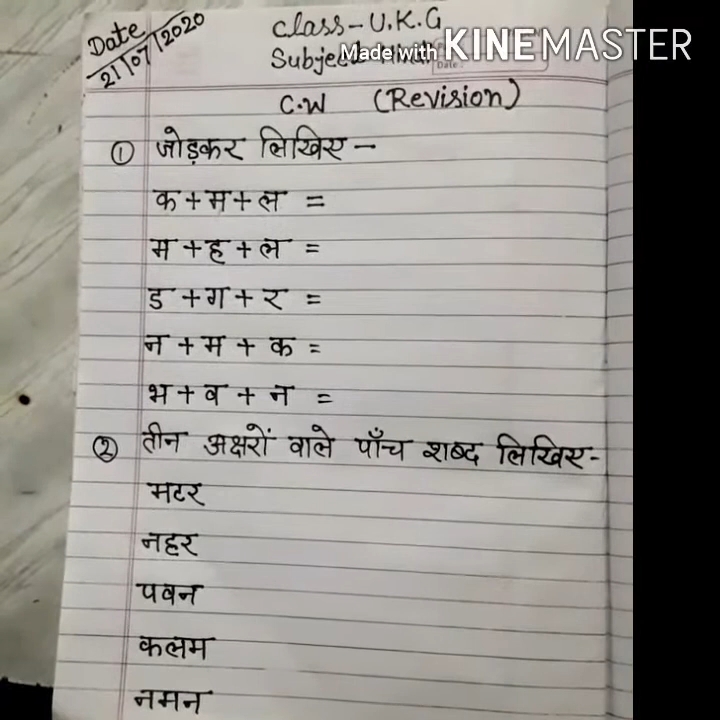 Date
21/07/2020
Class - U.K.G
Made with KINEMASTER
C.W (Revision)
① जोड़कर लिखिए -
क + म + ल =
म + ह + ल =
ड + ग + र =
न + म + क =
भ + व + न =
② तीन अक्षरों वाले पाँच शब्द लिखिए -
मटर
नहर
पवन
कलम
नमन